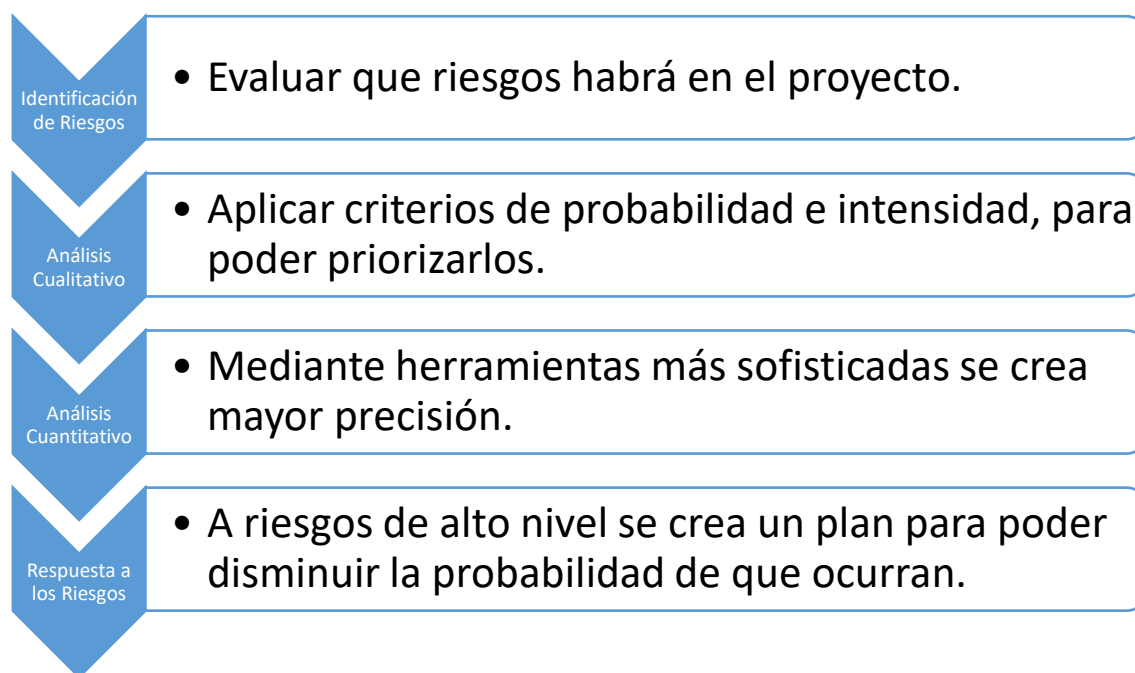 Identificación
de Riesgos
• Evaluar que riesgos habrá en el proyecto.
Análisis
Cualitativo
• Aplicar criterios de probabilidad e intensidad, para
poder priorizarlos.
Análisis
Cuantitativo
• Mediante herramientas más sofisticadas se crea
mayor precisión.
Respuesta a
los Riesgos
• A riesgos de alto nivel se crea un plan para poder
disminuir la probabilidad de que ocurran.